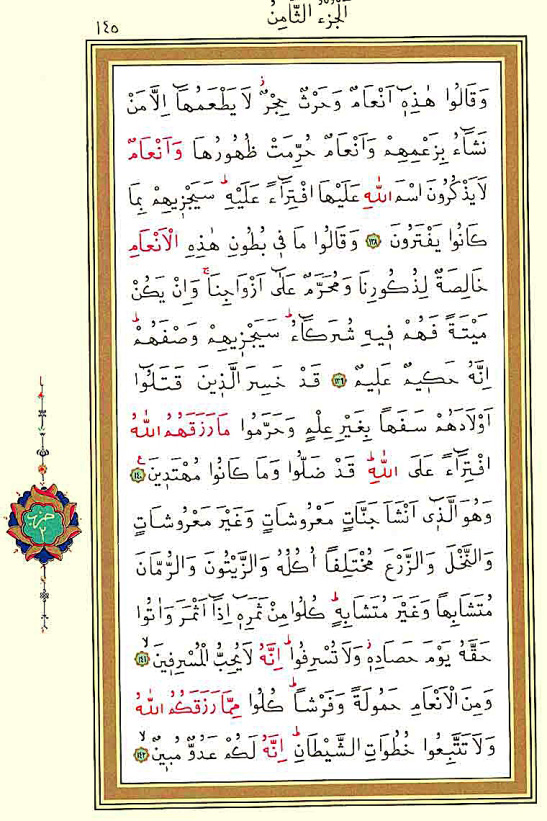 الجزء الثامن
١٤٥
وَقَالُوا هٰذِهِٓ اَنْعَامٌ وَحَرْثٌ حِجْرٌۘ لَا يَطْعَمُهَٓا اِلَّا مَنْ
نَشَٓاءُ بِزَعْمِهِمْ وَاَنْعَامٌ حُرِّمَتْ ظُهُورُهَا وَاَنْعَامٌ
لَا يَذْكُرُونَ اسْمَ اللّٰهِ عَلَيْهَا افْتِرَٓاءً عَلَيْهِۜ سَيَجْزِيهِمْ بِمَا
كَانُوا يَفْتَرُونَ ﴿١٣٨﴾ وَقَالُوا مَا فِي بُطُونِ هٰذِهِ الْاَنْعَامِ
خَالِصَةٌ لِذُكُورِنَا وَمُحَرَّمٌ عَلٰٓى اَزْوَاجِنَاۚ وَاِنْ يَكُنْ
مَيْتَةً فَهُمْ فِيهِ شُرَكَٓاءُۜ سَيَجْزِيهِمْ وَصْفَهُمْۜ
اِنَّهُ حَكِيمٌ عَلِيمٌ ﴿١٣٩﴾ قَدْ خَسِرَ الَّذِينَ قَتَلُٓوا
اَوْلَادَهُمْ سَفَهًا بِغَيْرِ عِلْمٍ وَحَرَّمُوا مَا رَزَقَهُمُ اللّٰهُ
افْتِرَٓاءً عَلَى اللّٰهِۜ قَدْ ضَلُّوا وَمَا كَانُوا مُهْتَدِينَ ﴿١٤٠﴾
وَهُوَ الَّذِٓي اَنْشَاَ جَنَّاتٍ مَعْرُوشَاتٍ وَغَيْرَ مَعْرُوشَاتٍ
وَالنَّخْلَ وَالزَّرْعَ مُخْتَلِفًا اُكُلُهُ وَالزَّيْتُونَ وَالرُّمَّانَ
مُتَشَابِهًا وَغَيْرَ مُتَشَابِهٍۜ كُلُوا مِنْ ثَمَرِهِٓ اِذَٓا اَثْمَرَ وَاٰتُوا
حَقَّهُ يَوْمَ حَصَادِهِۘ وَلَا تُسْرِفُواۜ اِنَّهُ لَا يُحِبُّ الْمُسْرِفِينَۙ ﴿١٤١﴾
وَمِنَ الْاَنْعَامِ حَمُولَةً وَفَرْشًاۜ كُلُوا مِمَّا رَزَقَكُمُ اللّٰهُ
وَلَا تَتَّبِعُوا خُطُوَاتِ الشَّيْطَانِۜ اِنَّهُ لَكُمْ عَدُوٌّ مُبِينٌۙ ﴿١٤٢﴾
حزب
٢